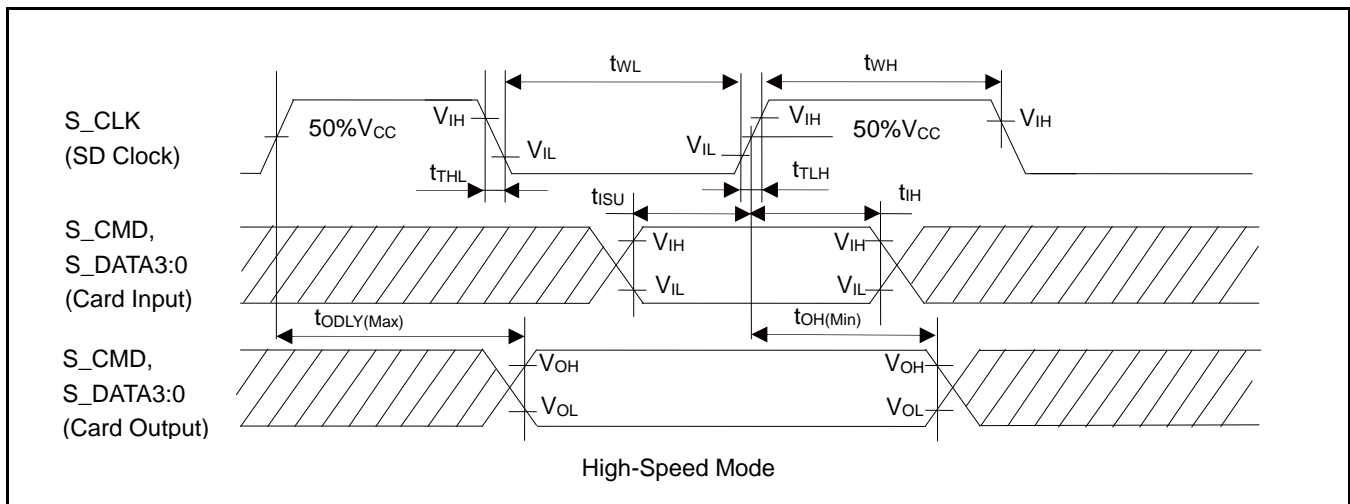 tWL
tWH
S_CLK
(SD Clock)
50%VCC
VIH
VIL
VIL
VIH
50%VCC
VIH
tTHL
tTLH
tISU
tIH
S_CMD,
S_DATA3:0
(Card Input)
VIH
VIL
VIH
VIL
tODLY(Max)
tOH(Min)
S_CMD,
S_DATA3:0
(Card Output)
VOH
VOL
VOH
VOL
High-Speed Mode